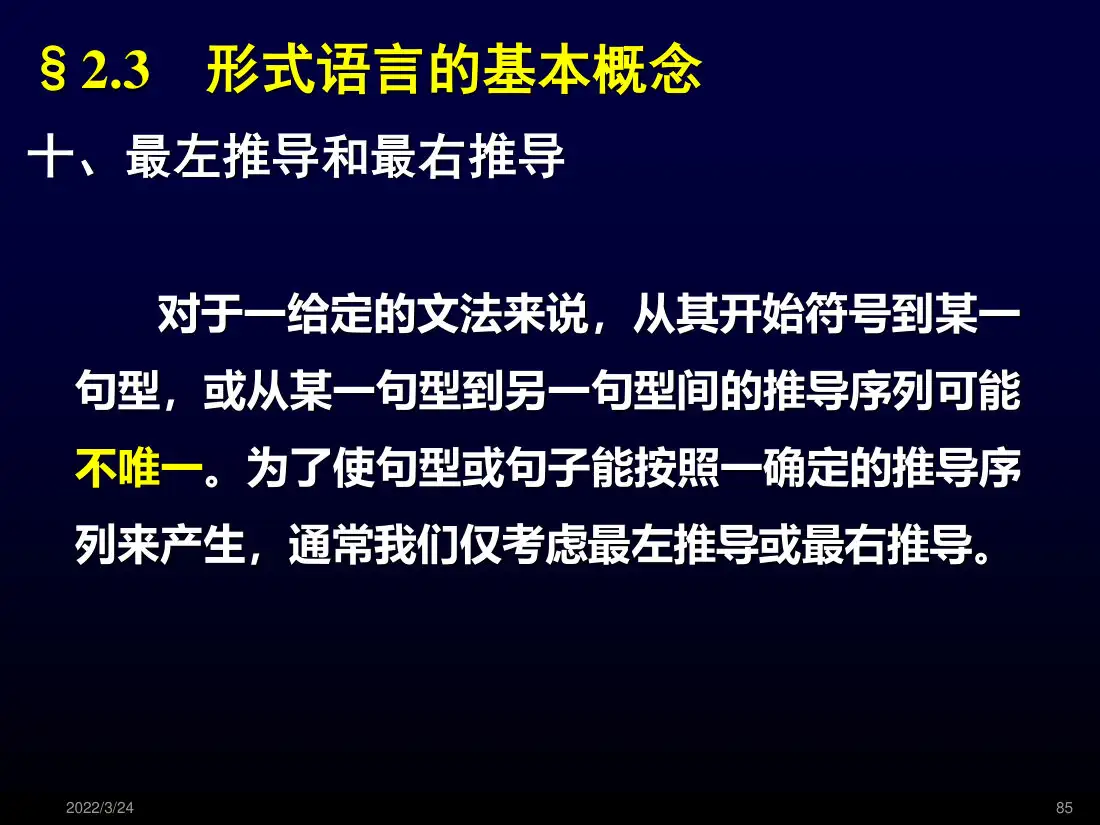 §2.3 形式语言的基本概念
十、最左推导和最右推导
对于一给定的文法来说，从其开始符号到某一
句型，或从某一句型到另一句型间的推导序列可能
不唯一。为了使句型或句子能按照一确定的推导序
列来产生，通常我们仅考虑最左推导或最右推导。
2022/3/24
85